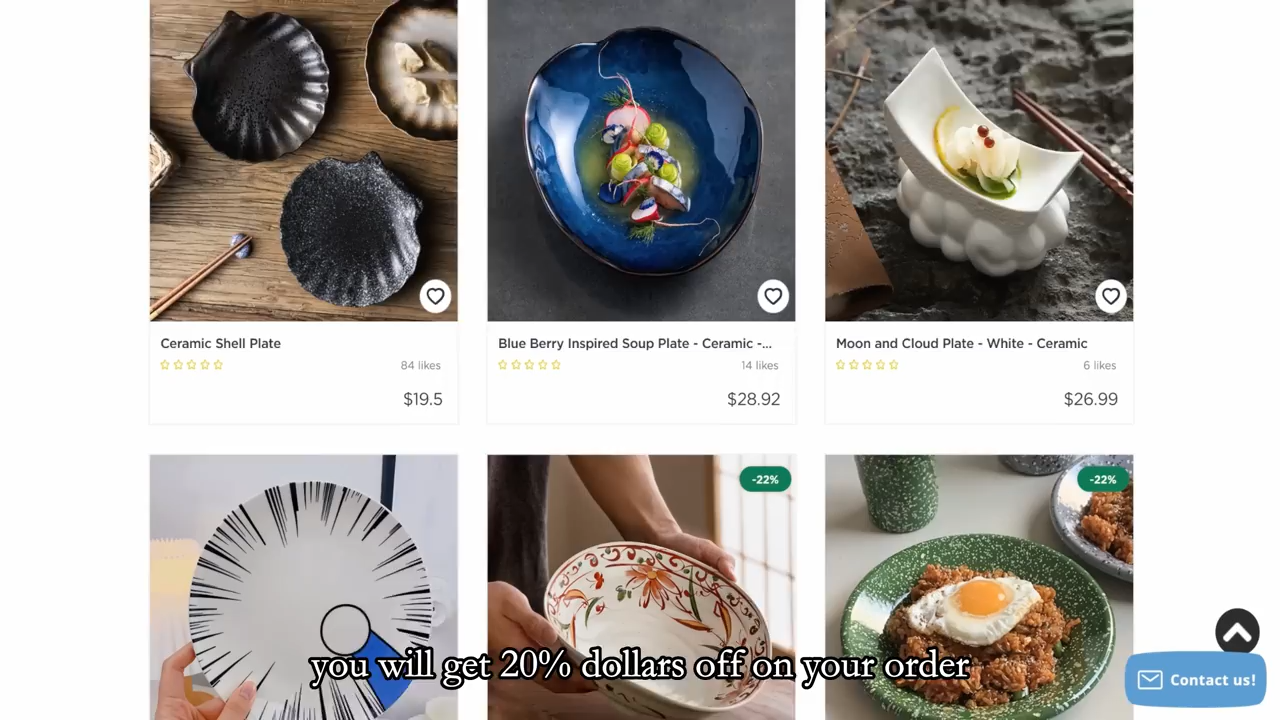 Ceramic Shell Plate
84 likes
$19.5
Blue Berry Inspired Soup Plate - Ceramic -...
14 likes
$28.92
Moon and Cloud Plate - White - Ceramic
6 likes
$26.99
-22%
-22%
you will get 20% dollars off on your order
Contact us!